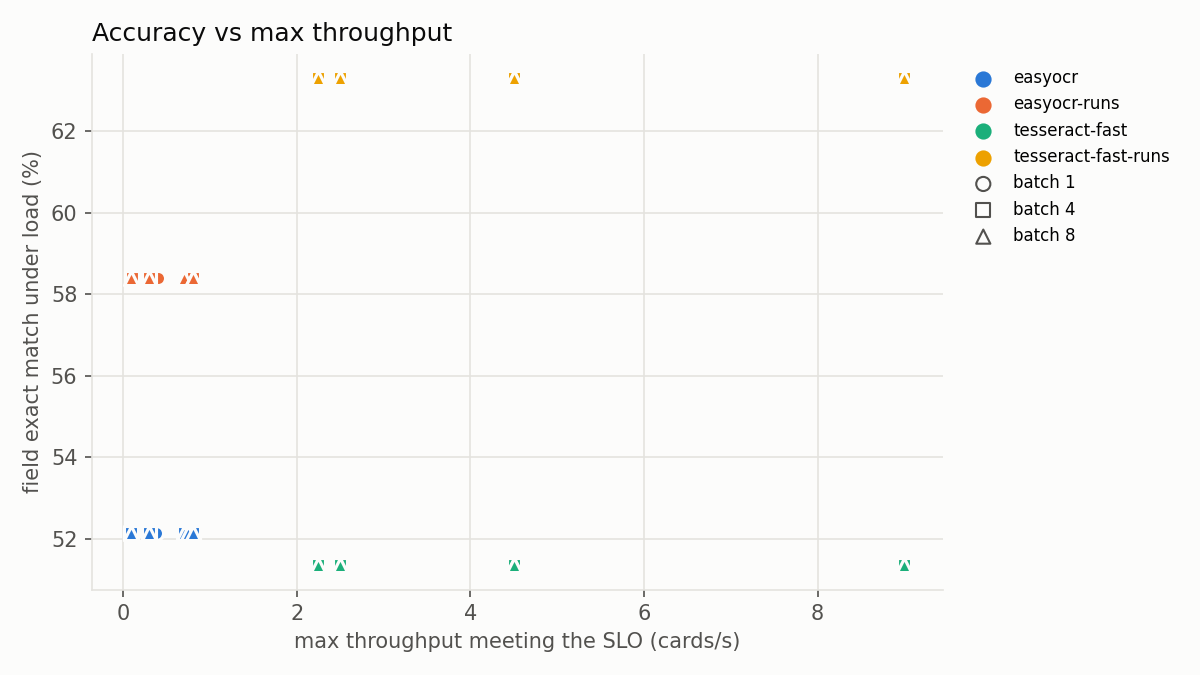 Accuracy vs max throughput
field exact match under load (%)
62
60
58
56
54
52
0 2 4 6 8
max throughput meeting the SLO (cards/s)
easyocr
easyocr-runs
tesseract-fast
tesseract-fast-runs
batch 1
batch 4
batch 8